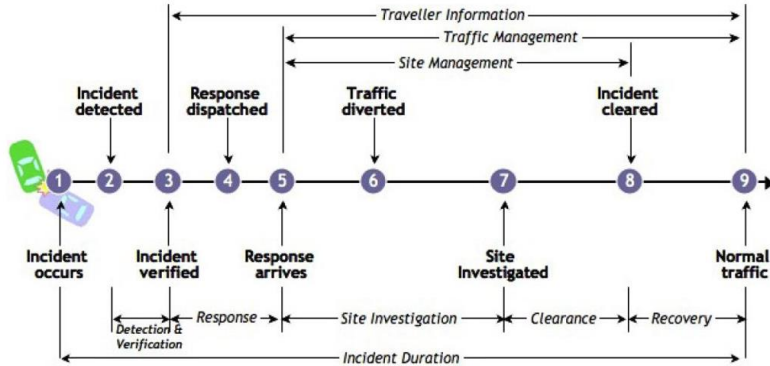 Traveller Information
Traffic Management
Site Management
Incident
detected
Response
dispatched
Traffic
diverted
Incident
cleared
1 2 3 4 5 6 7 8 9
Incident
occurs
Incident
verified
Response
arrives
Site
Investigated
Normal
traffic
Detection &
Verification
Response
Site Investigation
Clearance
Recovery
Incident Duration